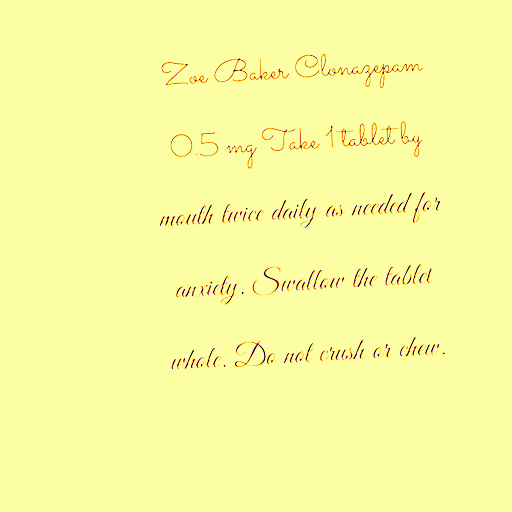 Zoe Baker Clonazepam
0.5 mg Take 1 tablet by
mouth twice daily as needed for
anxiety. Swallow the tablet
whole. Do not crush or chew.